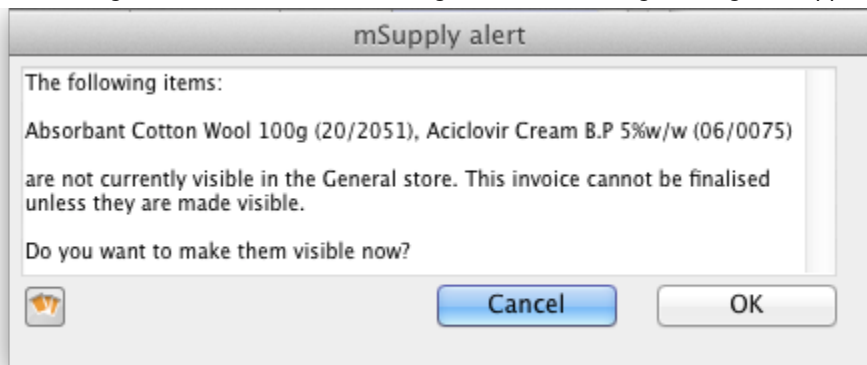 mSupply alert
The following items:
Absorbant Cotton Wool 100g (20/2051), Aciclovir Cream B.P 5%w/w (06/0075)
are not currently visible in the General store. This invoice cannot be finalised
unless they are made visible.
Do you want to make them visible now?
Cancel
OK